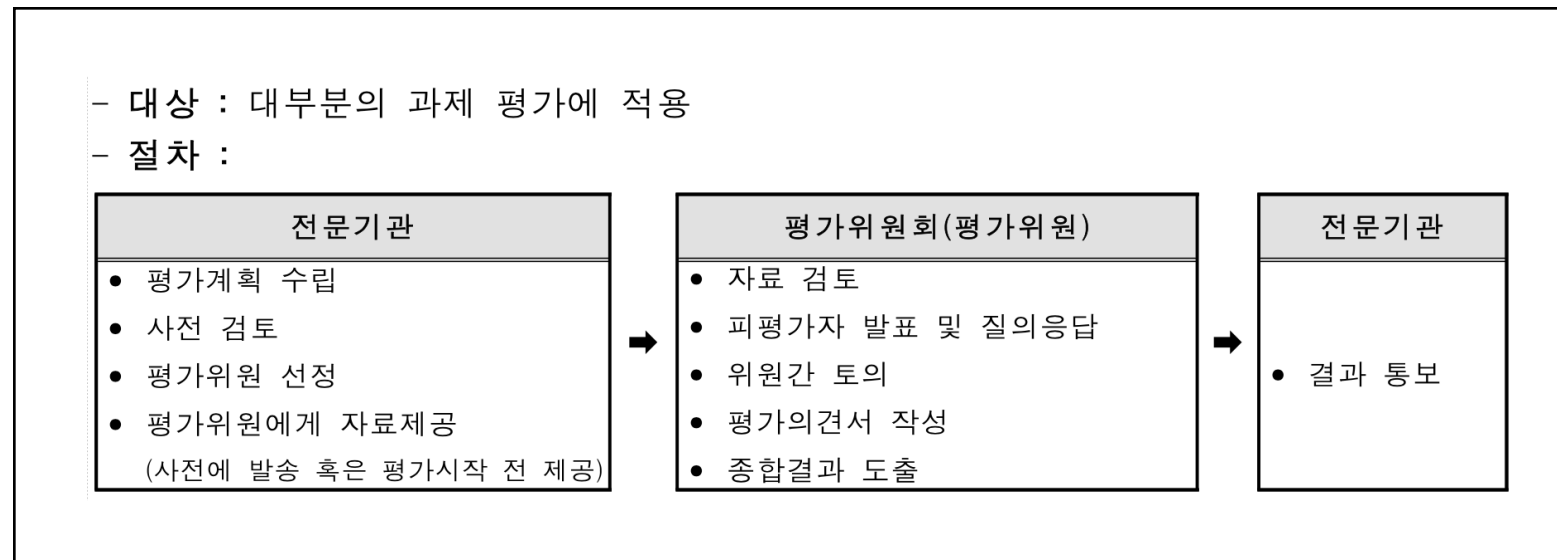 – 대상 : 대부분의 과제 평가에 적용
– 절차 :
전문기관
● 평가계획 수립
● 사전 검토
● 평가위원 선정
● 평가위원에게 자료제공
(사전에 발송 혹은 평가시작 전 제공)
➡
평가위원회(평가위원)
● 자료 검토
● 피평가자 발표 및 질의응답
● 위원간 토의
● 평가의견서 작성
● 종합결과 도출
➡
전문기관
● 결과 통보